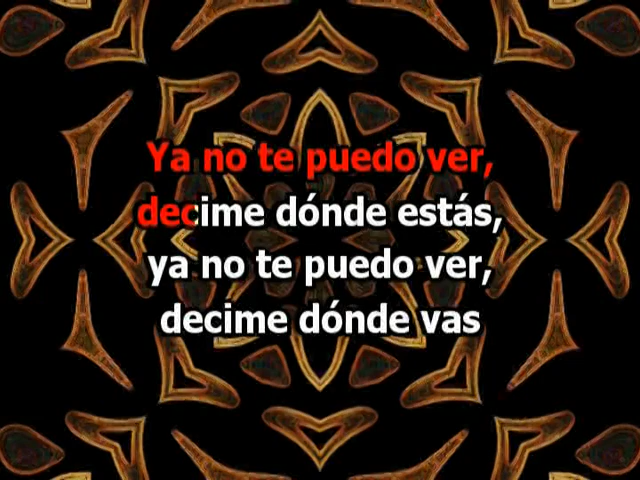 Ya no te puedo ver,
decime dónde estás,
ya no te puedo ver,
decime dónde vas